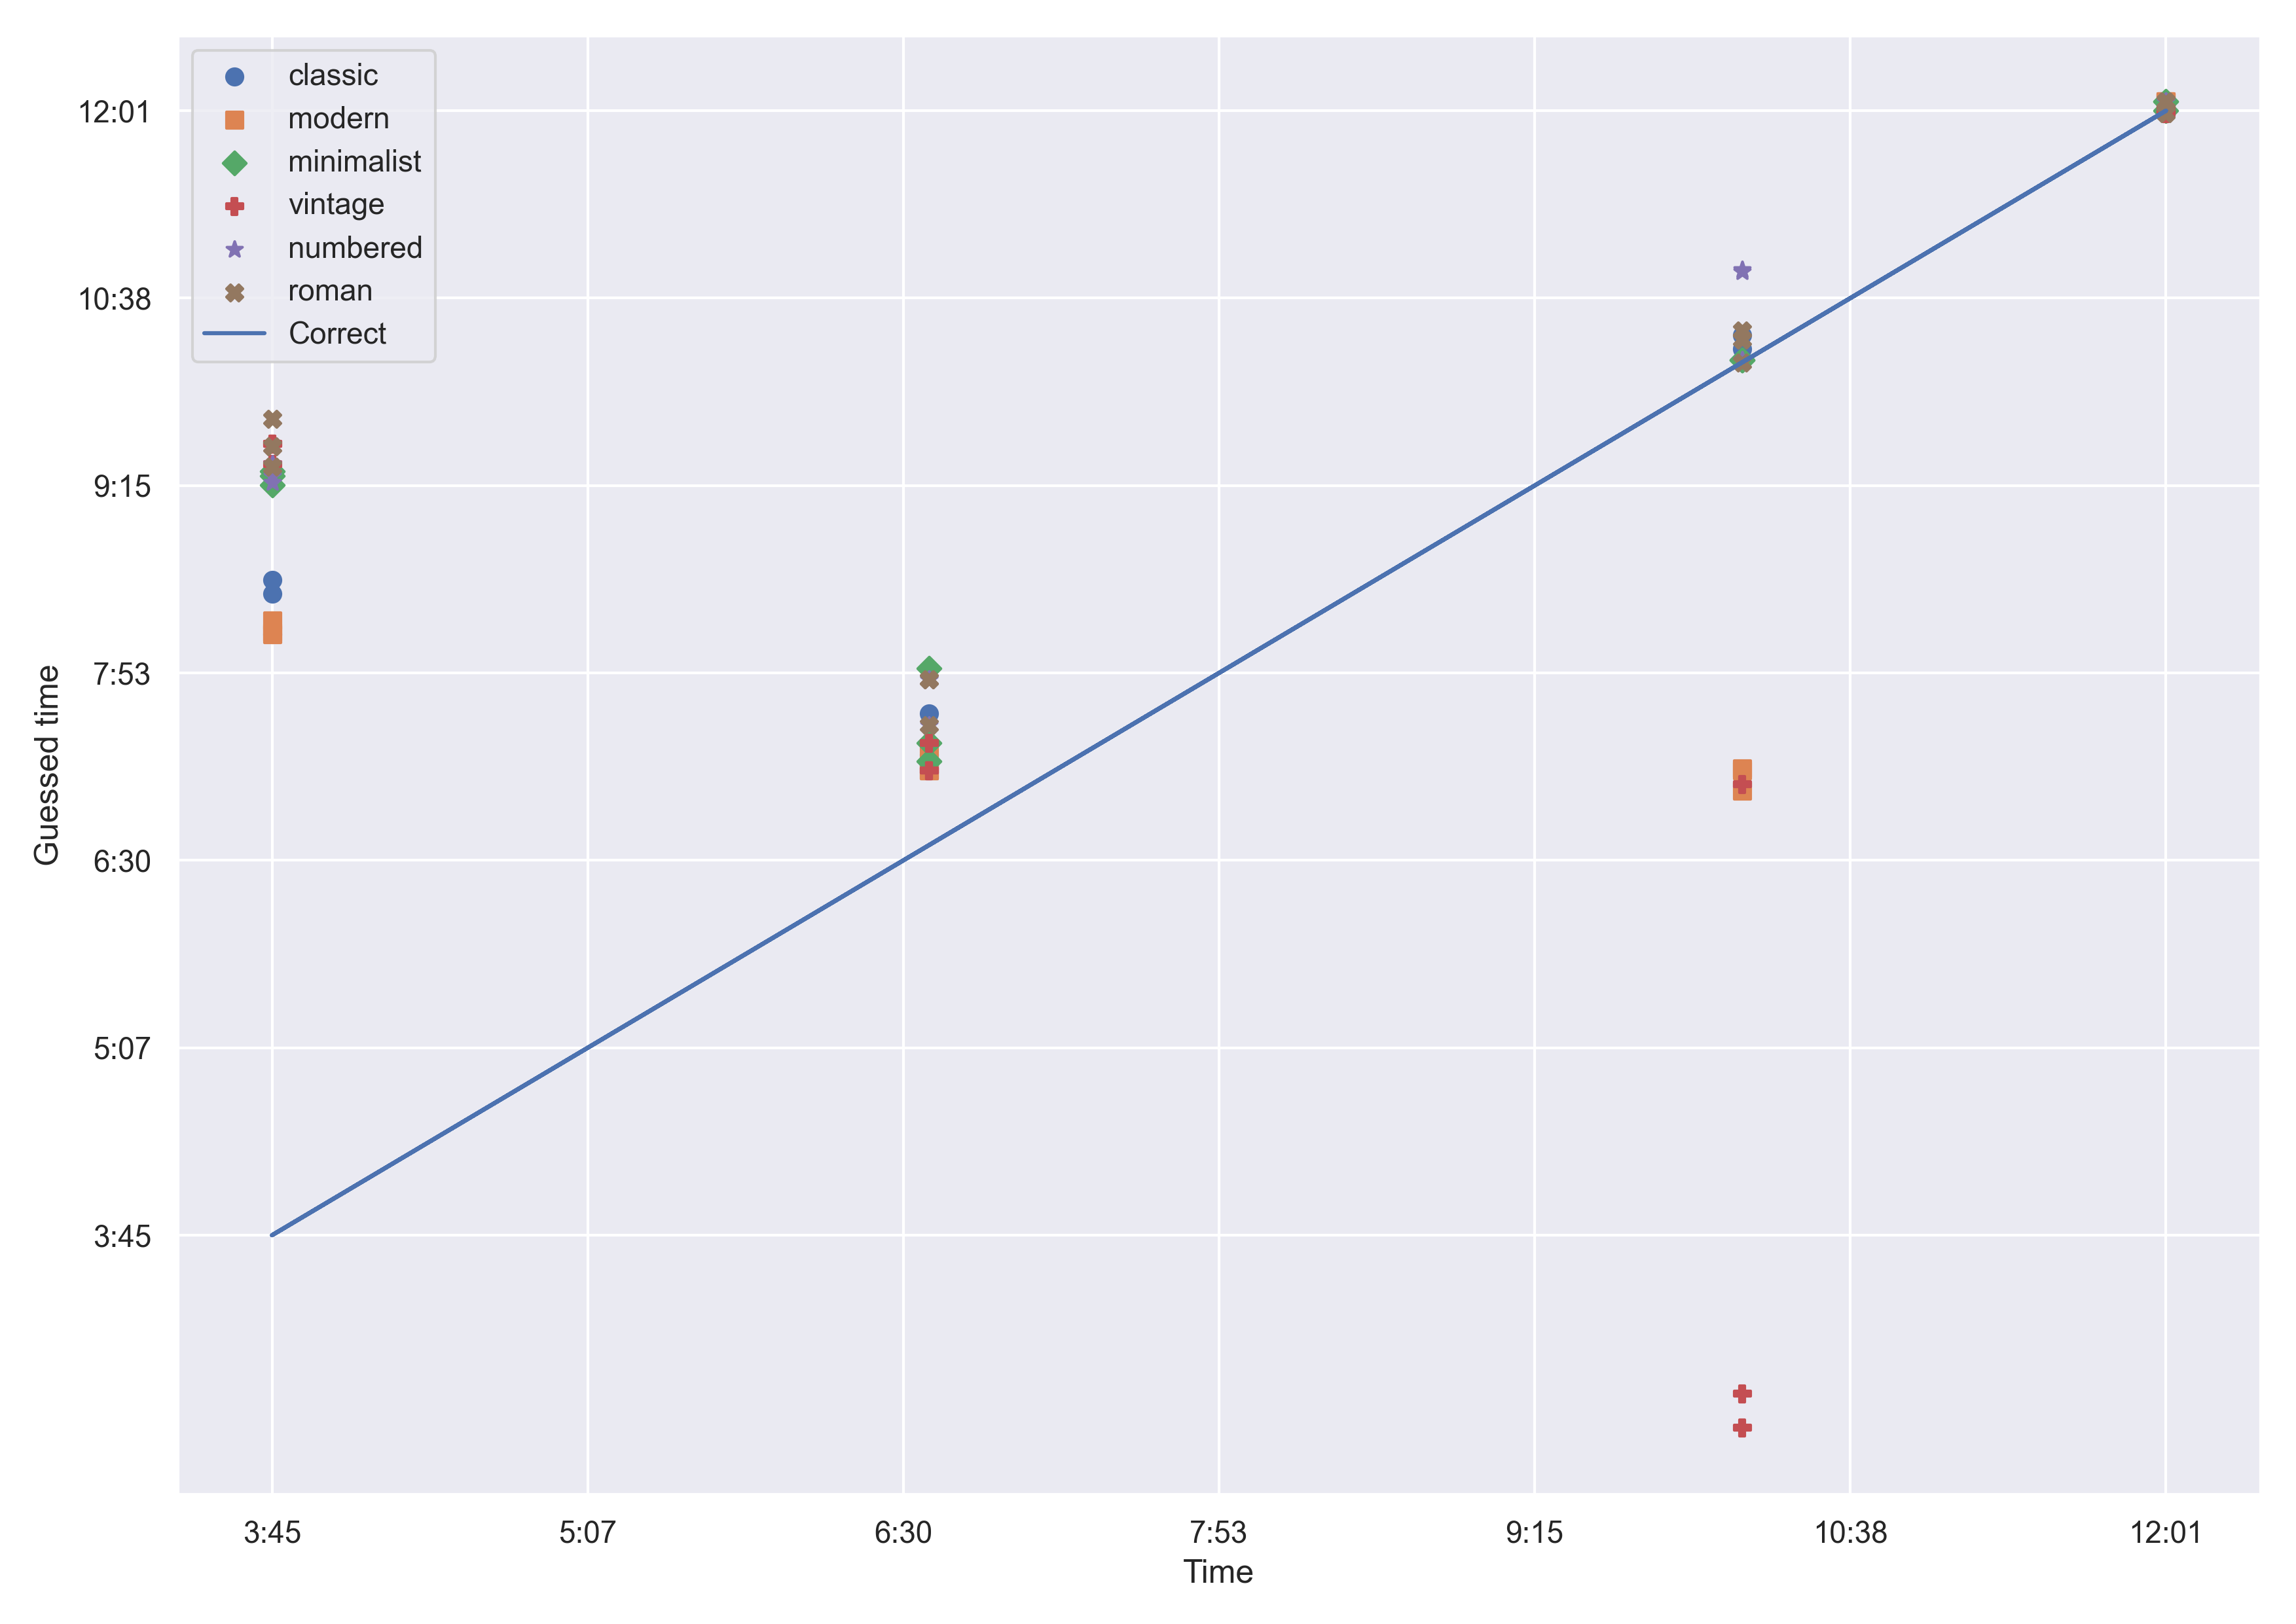 classic
modern
minimalist
vintage
numbered
roman
Correct
Guessed time
12:01
10:38
9:15
7:53
6:30
5:07
3:45
3:45 5:07 6:30 7:53 9:15 10:38 12:01
Time